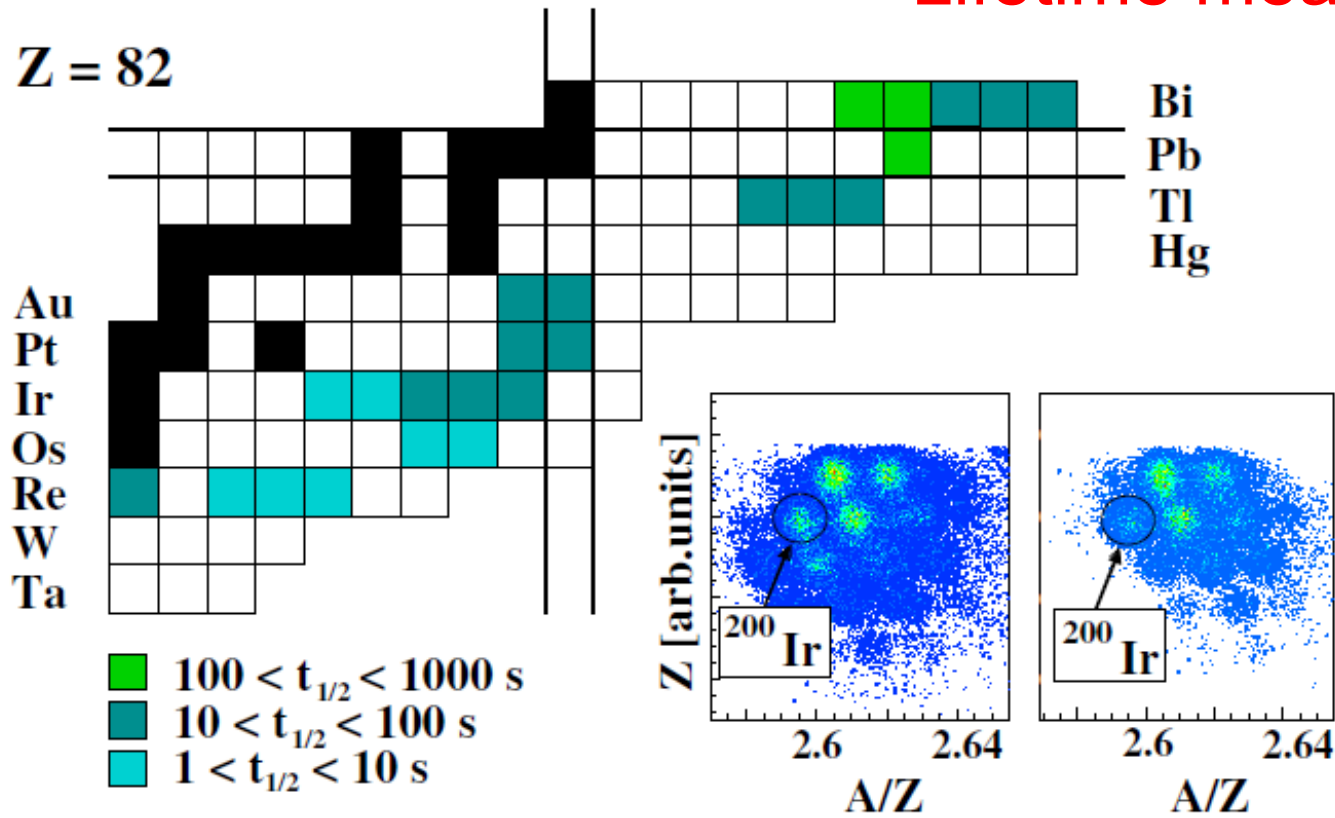 Z = 82
Bi
Pb
Tl
Hg
Au
Pt
Ir
Os
Re
W
Ta
100 < t1/2 < 1000 s
10 < t1/2 < 100 s
1 < t1/2 < 10 s
Z [arb.units]
200Ir
2.6 2.64
A/Z
200Ir
2.6 2.64
A/Z